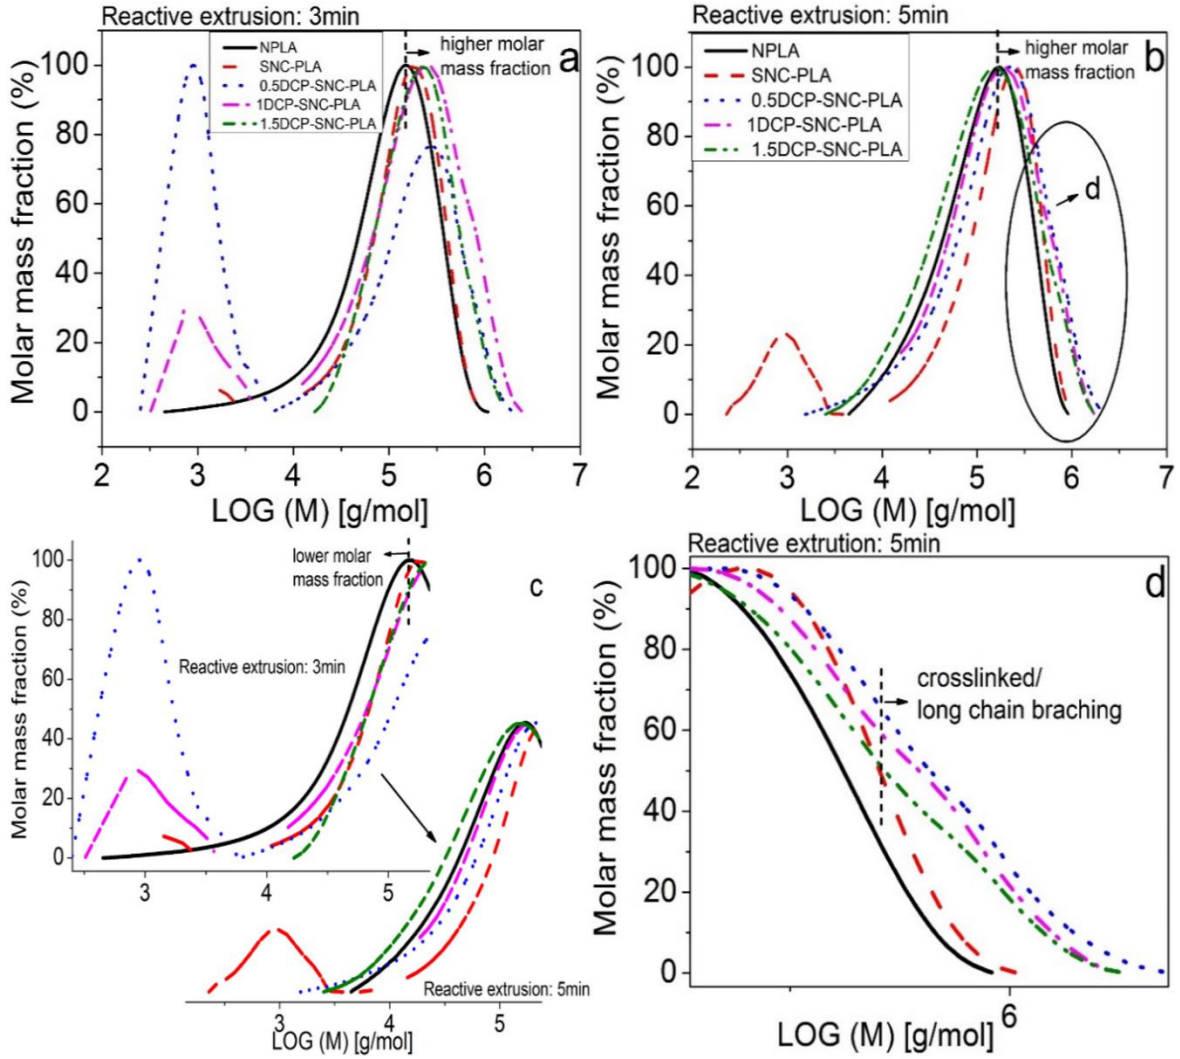 Reactive extrusion: 3min
a
NPLA
SNC-PLA
0.5DCP-SNC-PLA
1DCP-SNC-PLA
1.5DCP-SNC-PLA
higher molar
mass fraction
Molar mass fraction (%)
100
80
60
40
20
0
2 3 4 5 6 7
LOG (M) [g/mol]
Reactive extrusion: 5min
b
NPLA
SNC-PLA
0.5DCP-SNC-PLA
1DCP-SNC-PLA
1.5DCP-SNC-PLA
higher molar
mass fraction
d
Molar mass fraction (%)
100
80
60
40
20
0
2 3 4 5 6 7
LOG (M) [g/mol]
lower molar
mass fraction
c
Reactive extrusion: 3min
Molar mass fraction (%)
100
80
60
40
20
0
3 4 5
Reactive extrusion: 5min
3 4 5
LOG (M) [g/mol]
Reactive extrution: 5min
d
crosslinked/
long chain braching
Molar mass fraction (%)
100
80
60
40
20
0
6
LOG (M) [g/mol]